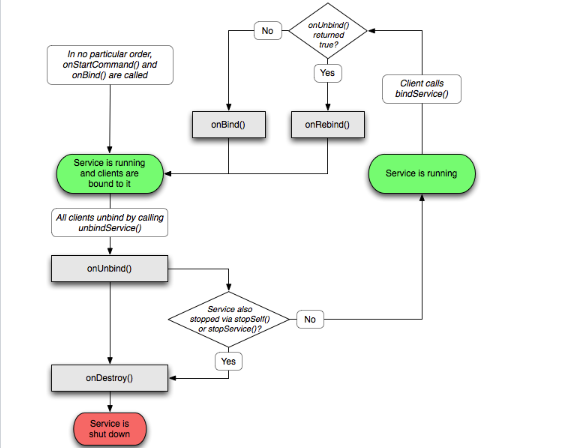 No
onUnbind()
returned
true?
In no particular order,
onStartCommand() and
onBind() are called
Yes
Client calls
bindService()
onBind()
onRebind()
Service is running
and clients are
bound to it
Service is running
All clients unbind by calling
unbindService()
onUnbind()
Service also
stopped via stopSelf()
or stopService()?
No
Yes
onDestroy()
Service is
shut down